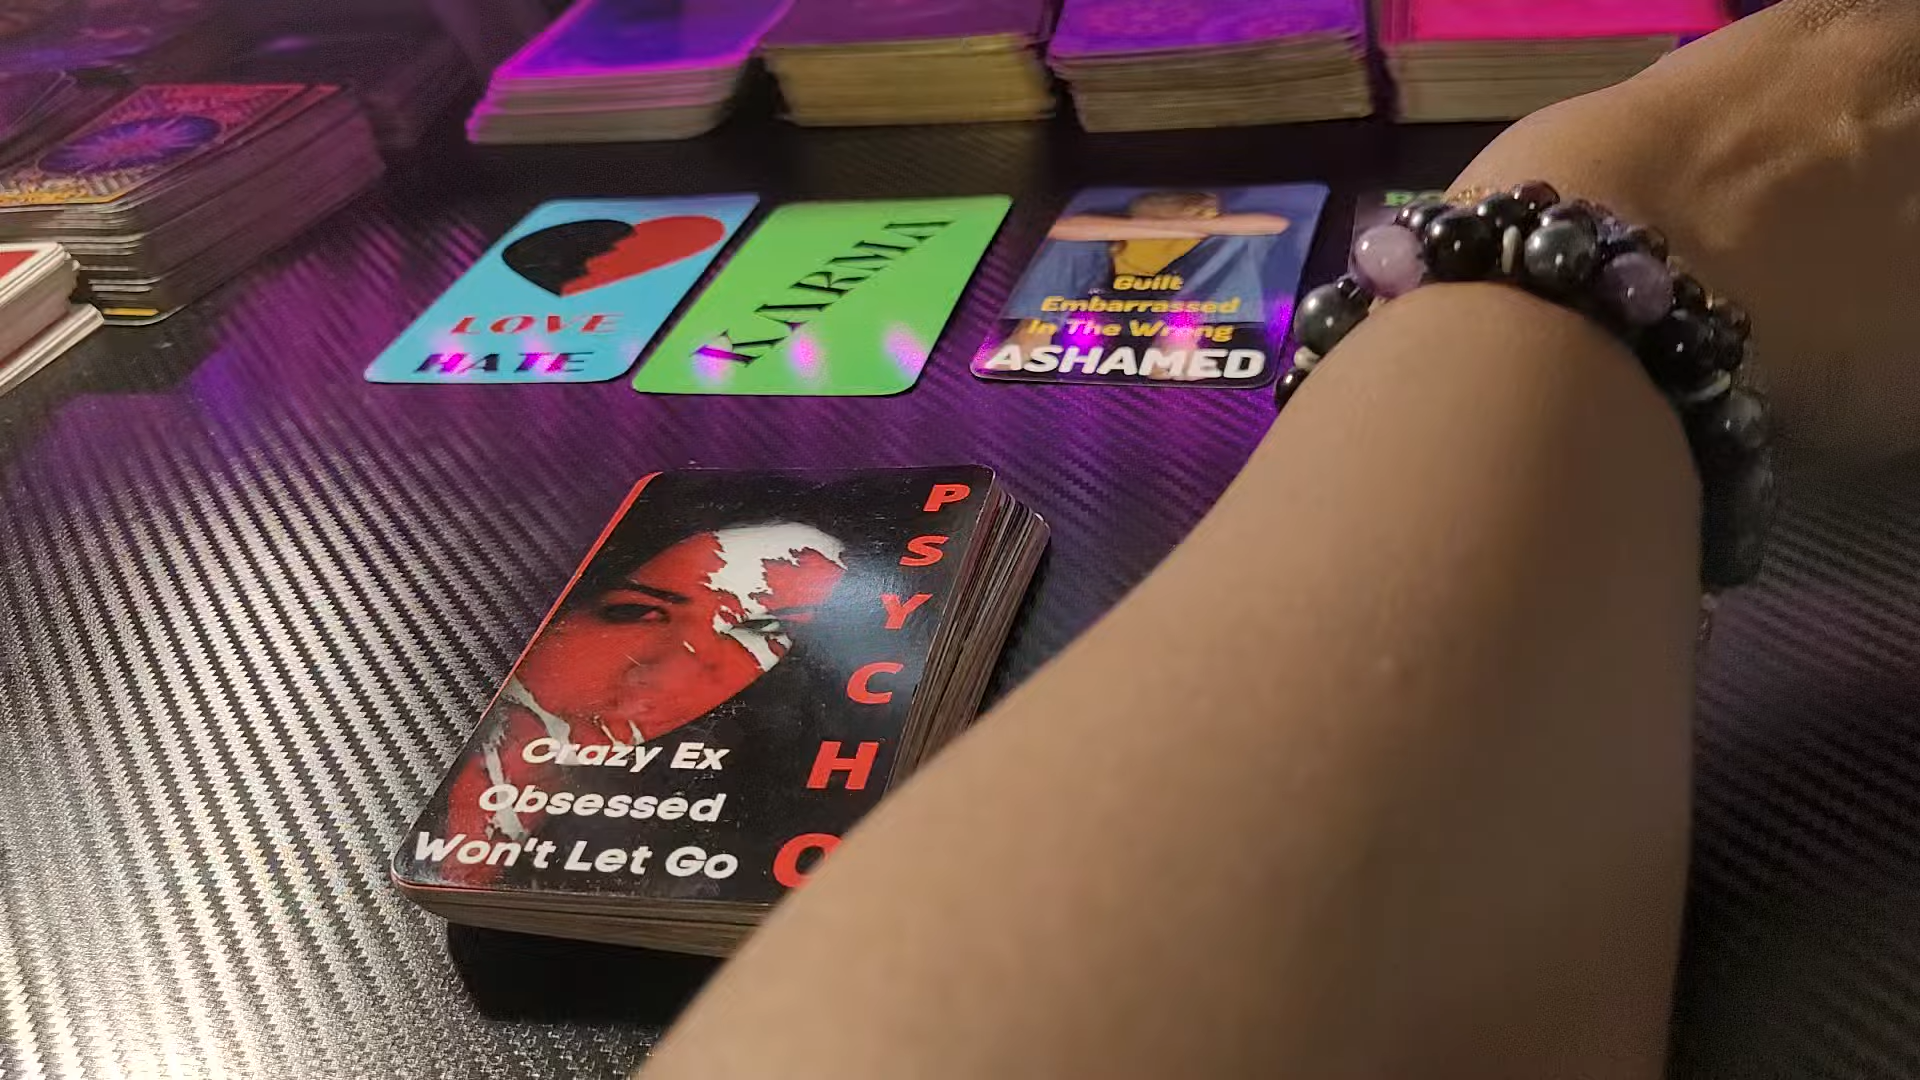 LOVE
HATE
KARMA
Guilt
Embarrassed
In The Wrong
ASHAMED
PSYCHO
Crazy Ex
Obsessed
Won't Let Go